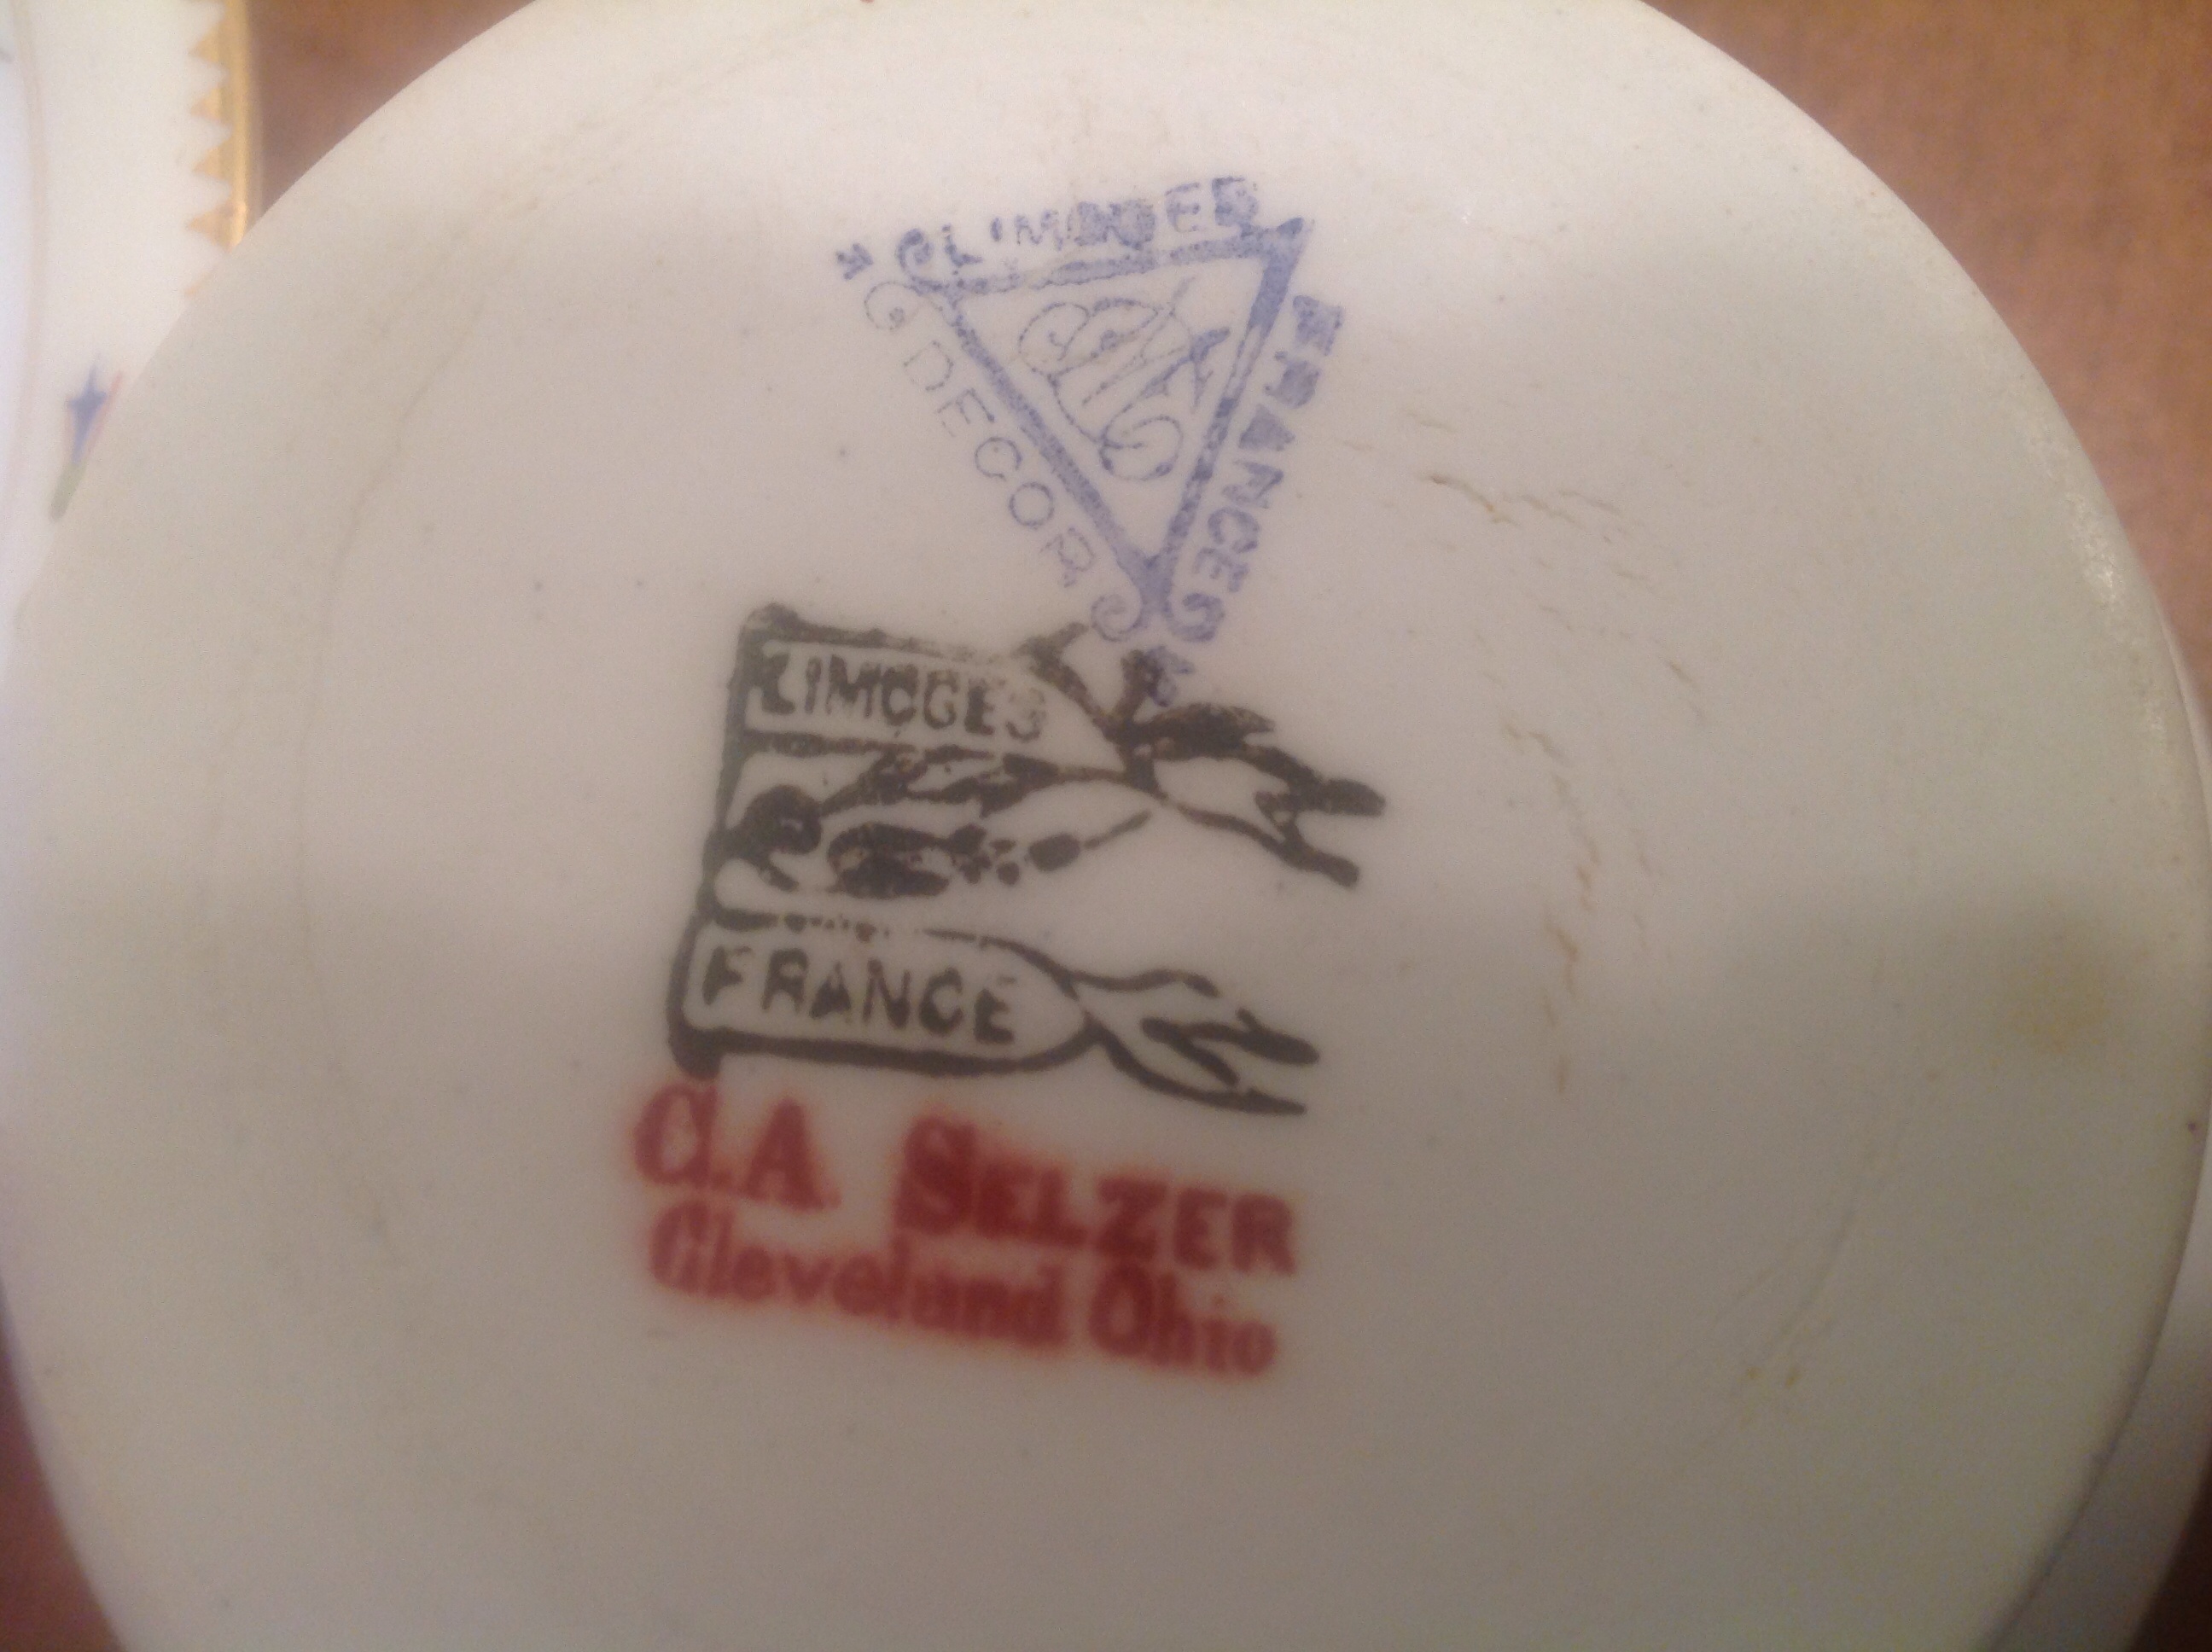 LIMOGES
FRANCE
DECOR
LIMOGES
FRANCE
C.A. SELZER
Cleveland Ohio